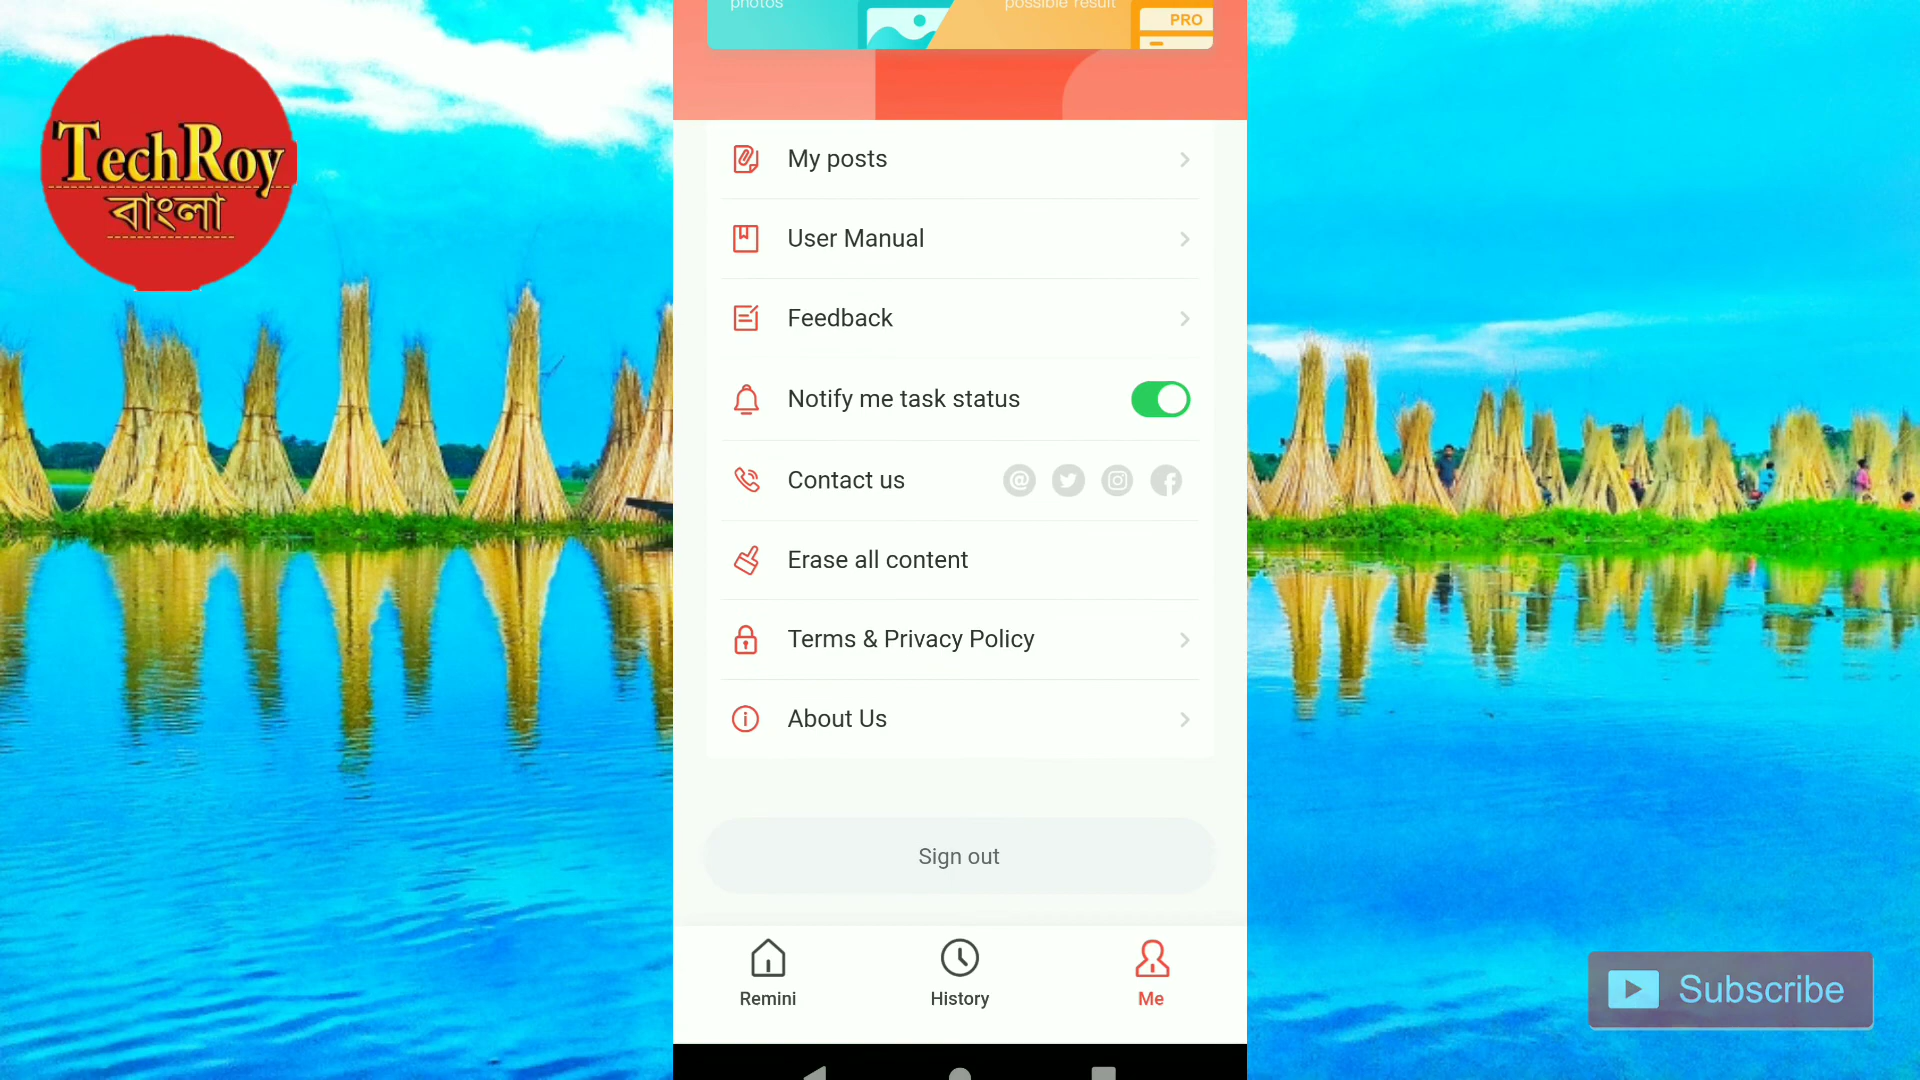 photos
possible result
PRO
TechRoy
বাংলা
My posts
User Manual
Feedback
Notify me task status
Contact us
Erase all content
Terms & Privacy Policy
About Us
Sign out
Remini
History
Me
Subscribe